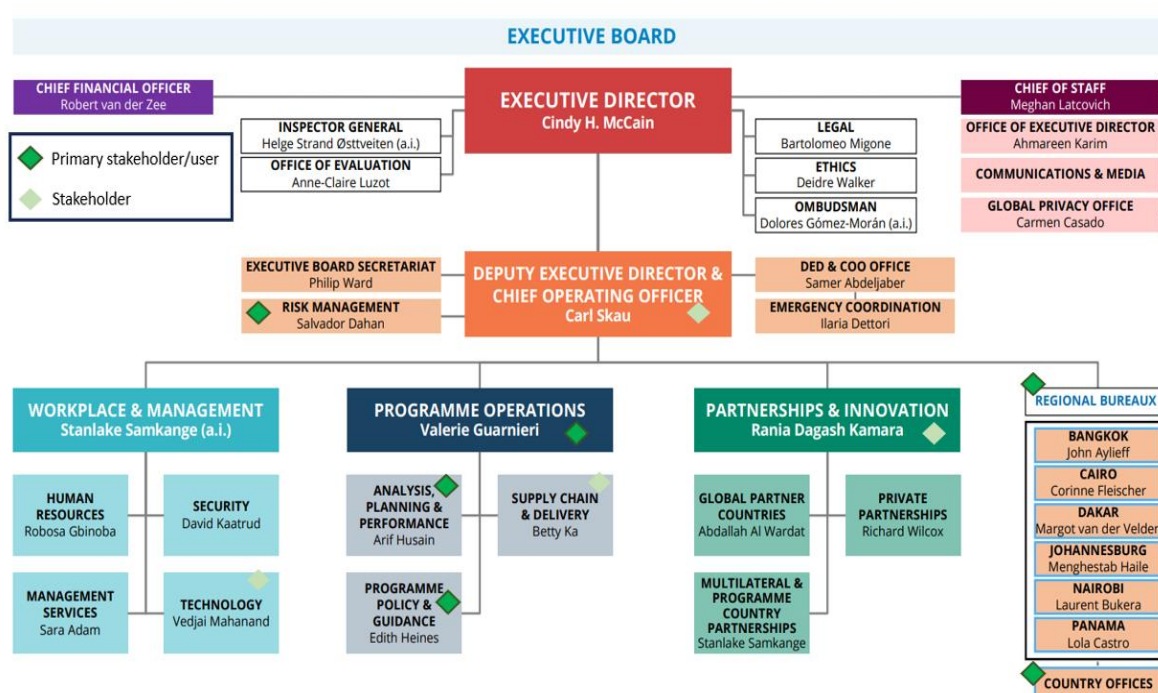 EXECUTIVE BOARD
CHIEF FINANCIAL OFFICER
Robert van der Zee
EXECUTIVE DIRECTOR
Cindy H. McCain
CHIEF OF STAFF
Meghan Latcovich
Primary stakeholder/user
Stakeholder
INSPECTOR GENERAL
Helge Strand Østtveiten (a.i.)
OFFICE OF EVALUATION
Anne-Claire Luzot
LEGAL
Bartolomeo Migone
ETHICS
Deidre Walker
OMBUDSMAN
Dolores Gómez-Morán (a.i.)
OFFICE OF EXECUTIVE DIRECTOR
Ahmareen Karim
COMMUNICATIONS & MEDIA
GLOBAL PRIVACY OFFICE
Carmen Casado
EXECUTIVE BOARD SECRETARIAT
Philip Ward
RISK MANAGEMENT
Salvador Dahan
DEPUTY EXECUTIVE DIRECTOR &
CHIEF OPERATING OFFICER
Carl Skau
DED & COO OFFICE
Samer Abdeljaber
EMERGENCY COORDINATION
Ilaria Dettori
WORKPLACE & MANAGEMENT
Stanlake Samkange (a.i.)
HUMAN
RESOURCES
Robosa Gbinoba
SECURITY
David Kaatrud
MANAGEMENT
SERVICES
Sara Adam
TECHNOLOGY
Vedjai Mahanand
PROGRAMME OPERATIONS
Valerie Guarnieri
ANALYSIS,
PLANNING &
PERFORMANCE
Arif Husain
SUPPLY CHAIN
& DELIVERY
Betty Ka
PROGRAMME
POLICY &
GUIDANCE
Edith Heines
PARTNERSHIPS & INNOVATION
Rania Dagash Kamara
GLOBAL PARTNER
COUNTRIES
Abdallah Al Wardat
PRIVATE
PARTNERSHIPS
Richard Wilcox
MULTILATERAL &
PROGRAMME
COUNTRY
PARTNERSHIPS
Stanlake Samkange
REGIONAL BUREAUX
BANGKOK
John Aylieff
CAIRO
Corinne Fleischer
DAKAR
Margot van der Velden
JOHANNESBURG
Menghestab Haile
NAIROBI
Laurent Bukera
PANAMA
Lola Castro
COUNTRY OFFICES